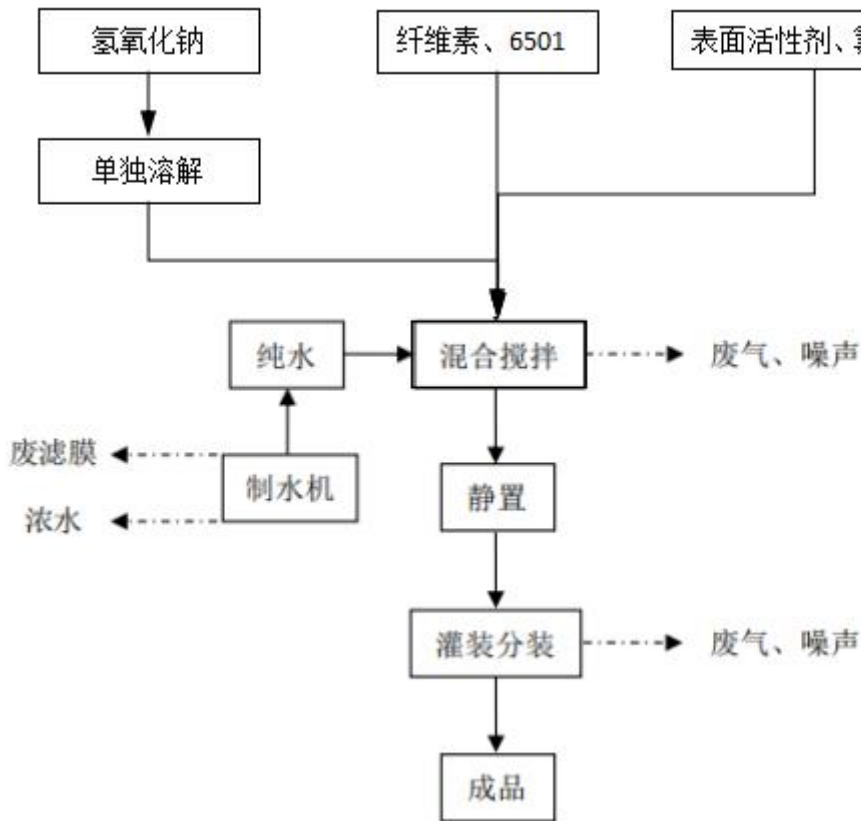 氢氧化钠
纤维素、6501
表面活性剂、
单独溶解
纯水
混合搅拌
废气、噪声
废滤膜
制水机
浓水
静置
灌装分装
废气、噪声
成品